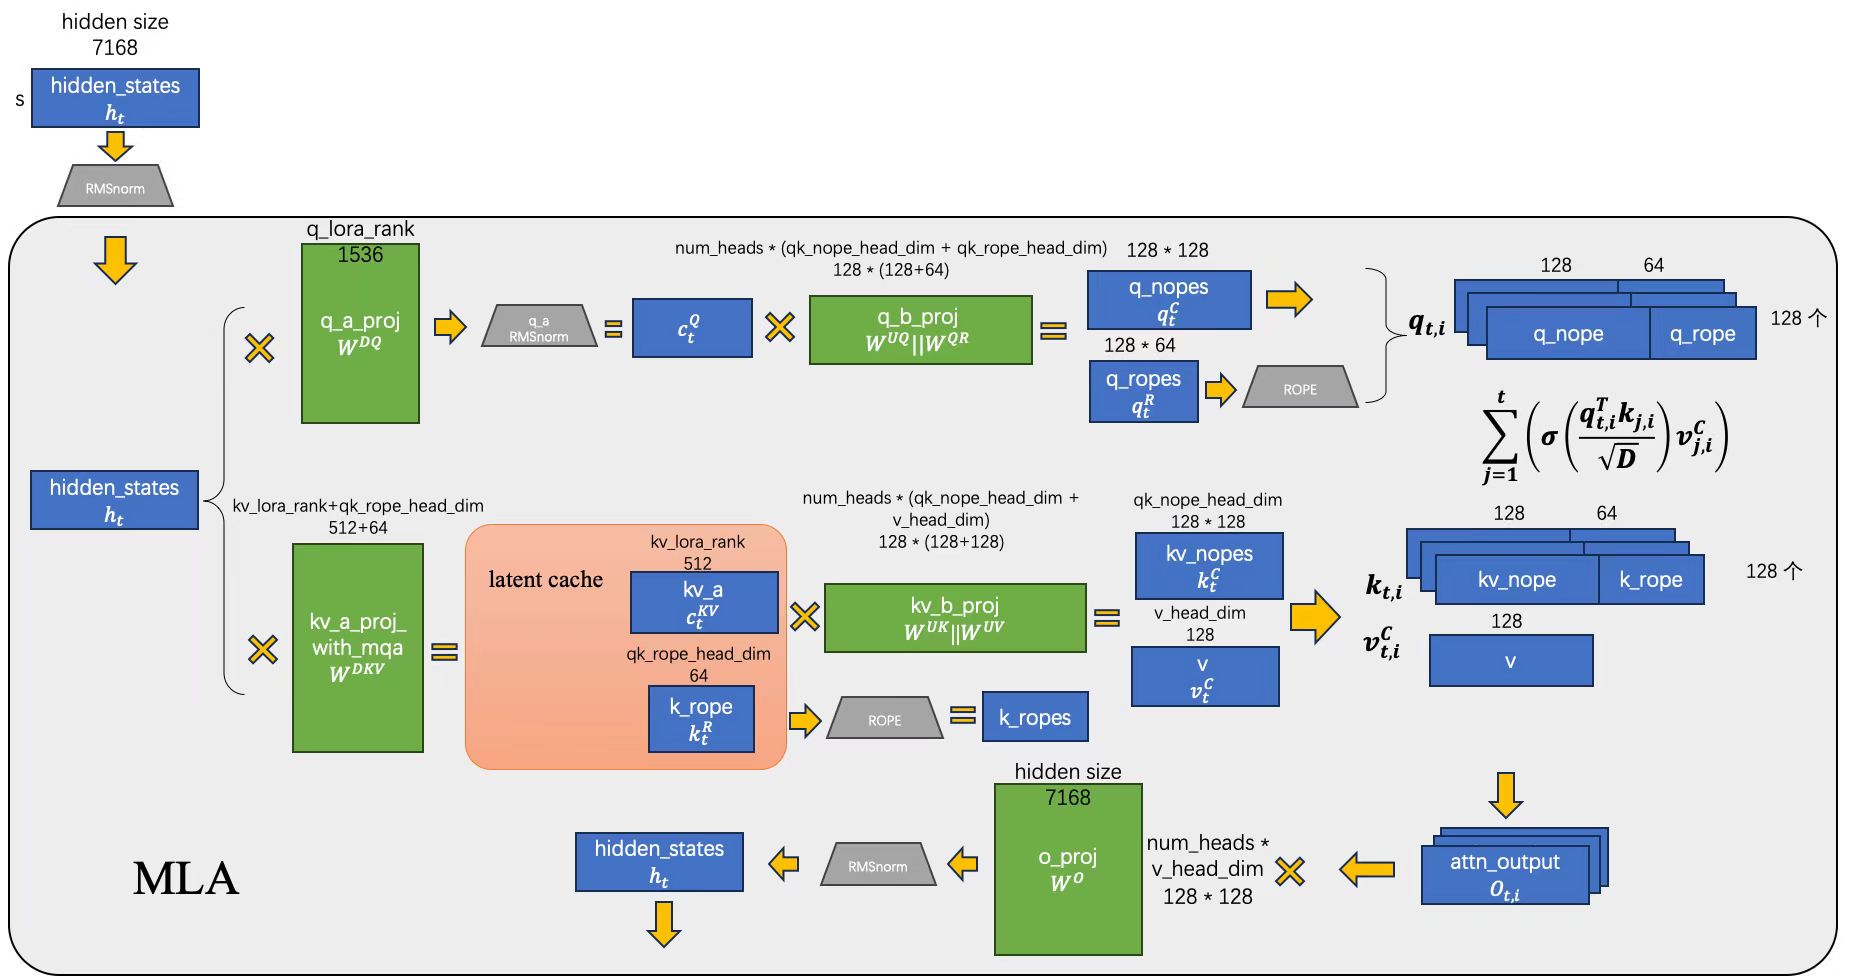 hidden size
7168
s
hidden_states
h_t
RMSnorm
q_lora_rank
1536
q_a_proj
W^{DQ}
q_a
RMSnorm
c_t^Q
num_heads * (qk_nope_head_dim + qk_rope_head_dim)
128 * (128+64)
q_b_proj
W^{UQ}||W^{QR}
128 * 128
q_nopes
q_t^C
128 * 64
q_ropes
q_t^R
ROPE
q_{t,i}
128 64
q_nope q_rope
128 个
\sum_{j=1}^{t} \left( \sigma \left( \frac{q_{t,i}^T k_{j,i}}{\sqrt{D}} \right) v_{j,i}^C \right)
hidden_states
h_t
kv_lora_rank+qk_rope_head_dim
512+64
kv_a_proj_
with_mqa
W^{DKV}
latent cache
kv_lora_rank
512
kv_a
c_t^{KV}
qk_rope_head_dim
64
k_rope
k_t^R
num_heads * (qk_nope_head_dim +
v_head_dim)
128 * (128+128)
kv_b_proj
W^{UK}||W^{UV}
ROPE
k_ropes
qk_nope_head_dim
128 * 128
kv_nopes
k_t^C
v_head_dim
128
v
v_t^C
128 64
k_{t,i}
kv_nope k_rope
128 个
v_{t,i}^C
128
v
attn_output
O_{t,i}
num_heads *
v_head_dim
128 * 128
hidden size
7168
o_proj
W^O
RMSnorm
hidden_states
h_t
MLA